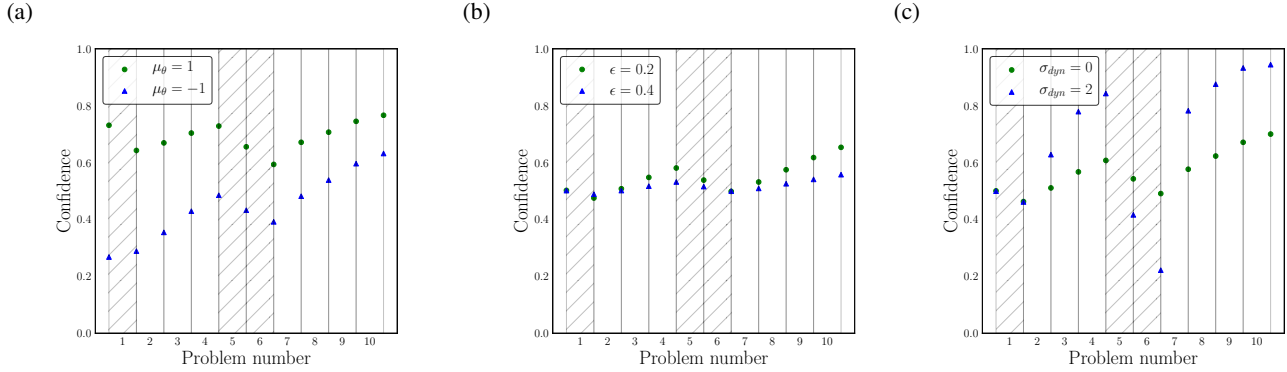 (a)
1.0
0.8
0.6
0.4
0.2
0.0
Confidence
μ_θ = 1
μ_θ = −1
1 2 3 4 5 6 7 8 9 10
Problem number
(b)
1.0
0.8
0.6
0.4
0.2
0.0
Confidence
ϵ = 0.2
ϵ = 0.4
1 2 3 4 5 6 7 8 9 10
Problem number
(c)
1.0
0.8
0.6
0.4
0.2
0.0
Confidence
σ_dyn = 0
σ_dyn = 2
1 2 3 4 5 6 7 8 9 10
Problem number